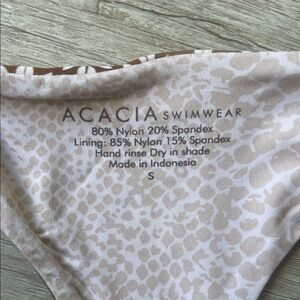 ACACIA SWIMWEAR
80% Nylon 20% Spandex
Lining: 85% Nylon 15% Spandex
Hand rinse Dry in shade
Made in Indonesia
S